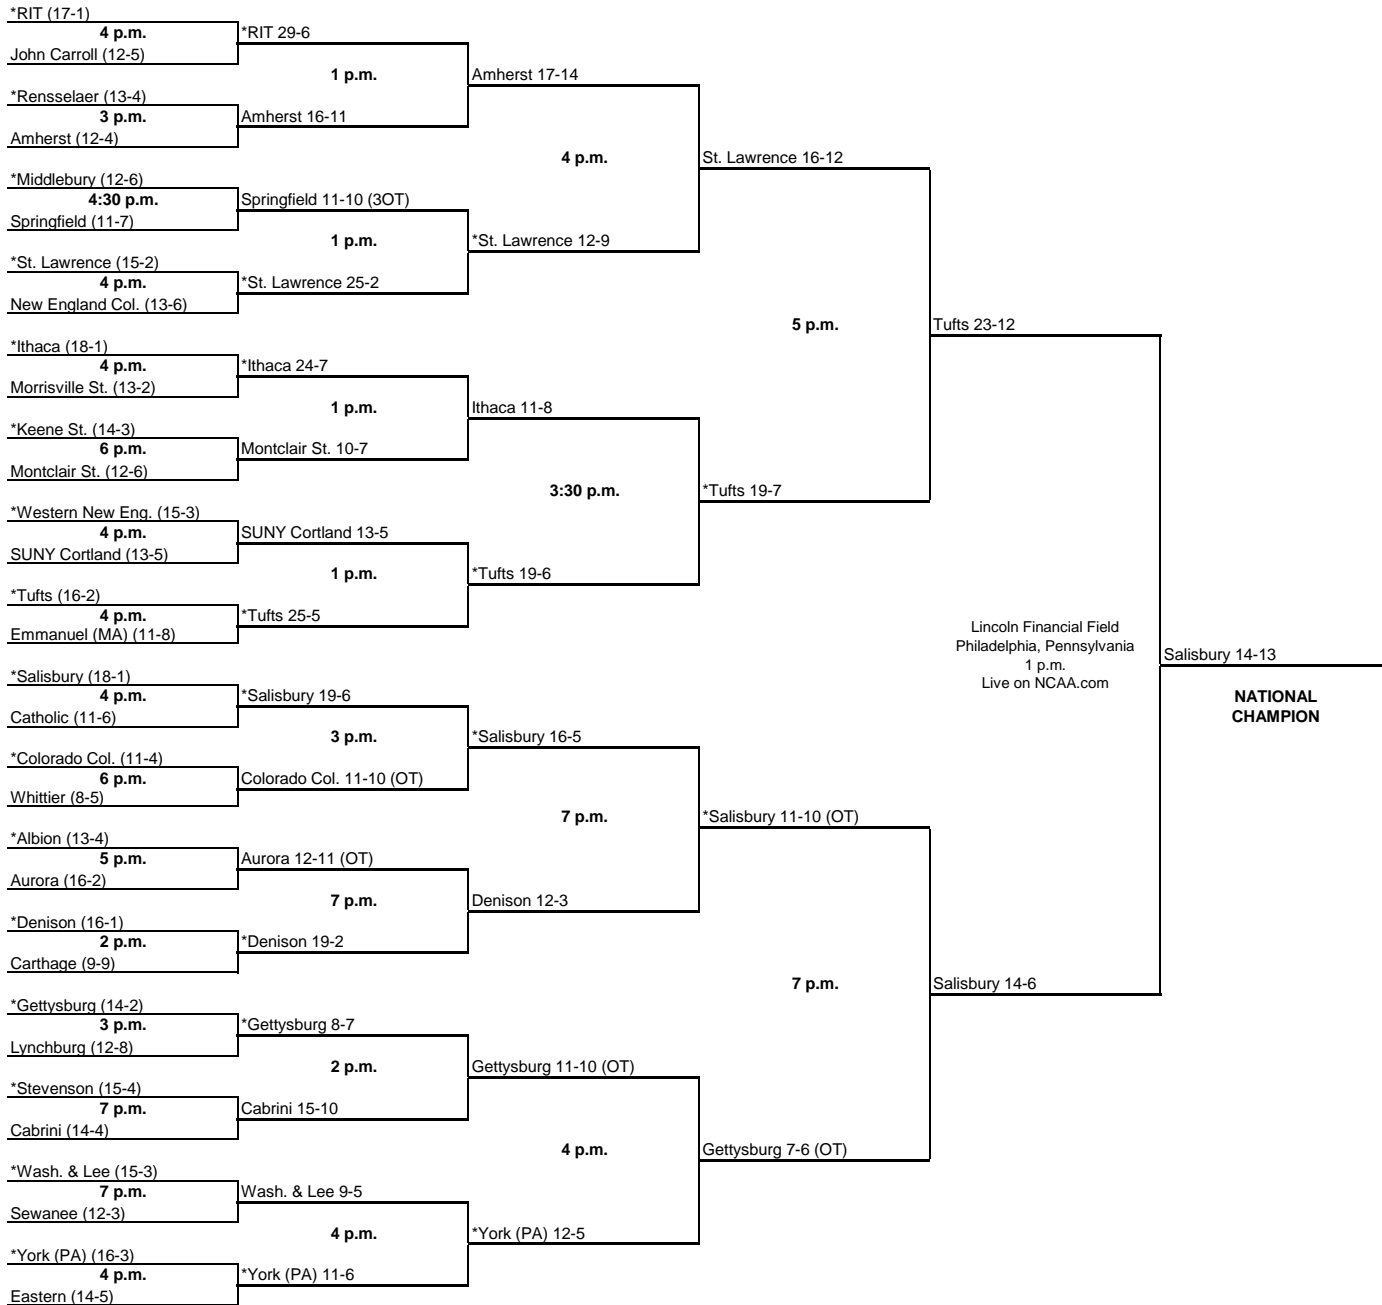 *RIT (17-1)
4 p.m.
*RIT 29-6
John Carroll (12-5)
1 p.m.
Amherst 17-14
*Rensselaer (13-4)
3 p.m.
Amherst 16-11
Amherst (12-4)
4 p.m.
St. Lawrence 16-12
*Middlebury (12-6)
4:30 p.m.
Springfield 11-10 (3OT)
Springfield (11-7)
1 p.m.
*St. Lawrence 12-9
*St. Lawrence (15-2)
4 p.m.
*St. Lawrence 25-2
New England Col. (13-6)
5 p.m.
Tufts 23-12
*Ithaca (18-1)
4 p.m.
*Ithaca 24-7
Morrisville St. (13-2)
1 p.m.
Ithaca 11-8
*Keene St. (14-3)
6 p.m.
Montclair St. 10-7
Montclair St. (12-6)
3:30 p.m.
*Tufts 19-7
*Western New Eng. (15-3)
4 p.m.
SUNY Cortland 13-5
SUNY Cortland (13-5)
1 p.m.
*Tufts 19-6
*Tufts (16-2)
4 p.m.
*Tufts 25-5
Emmanuel (MA) (11-8)
Lincoln Financial Field
Philadelphia, Pennsylvania
1 p.m.
Live on NCAA.com
Salisbury 14-13
NATIONAL
CHAMPION
*Salisbury (18-1)
4 p.m.
*Salisbury 19-6
Catholic (11-6)
3 p.m.
*Salisbury 16-5
*Colorado Col. (11-4)
6 p.m.
Colorado Col. 11-10 (OT)
Whittier (8-5)
7 p.m.
*Salisbury 11-10 (OT)
*Albion (13-4)
5 p.m.
Aurora 12-11 (OT)
Aurora (16-2)
7 p.m.
Denison 12-3
*Denison (16-1)
2 p.m.
*Denison 19-2
Carthage (9-9)
7 p.m.
Salisbury 14-6
*Gettysburg (14-2)
3 p.m.
*Gettysburg 8-7
Lynchburg (12-8)
2 p.m.
Gettysburg 11-10 (OT)
*Stevenson (15-4)
7 p.m.
Cabrini 15-10
Cabrini (14-4)
4 p.m.
Gettysburg 7-6 (OT)
*Wash. & Lee (15-3)
7 p.m.
Wash. & Lee 9-5
Sewanee (12-3)
4 p.m.
*York (PA) 12-5
*York (PA) (16-3)
4 p.m.
*York (PA) 11-6
Eastern (14-5)